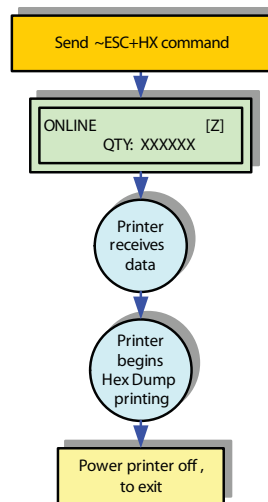 Send ~ESC+HX command
ONLINE [Z]
QTY: XXXXXX
Printer
receives
data
Printer
begins
Hex Dump
printing
Power printer off ,
to exit